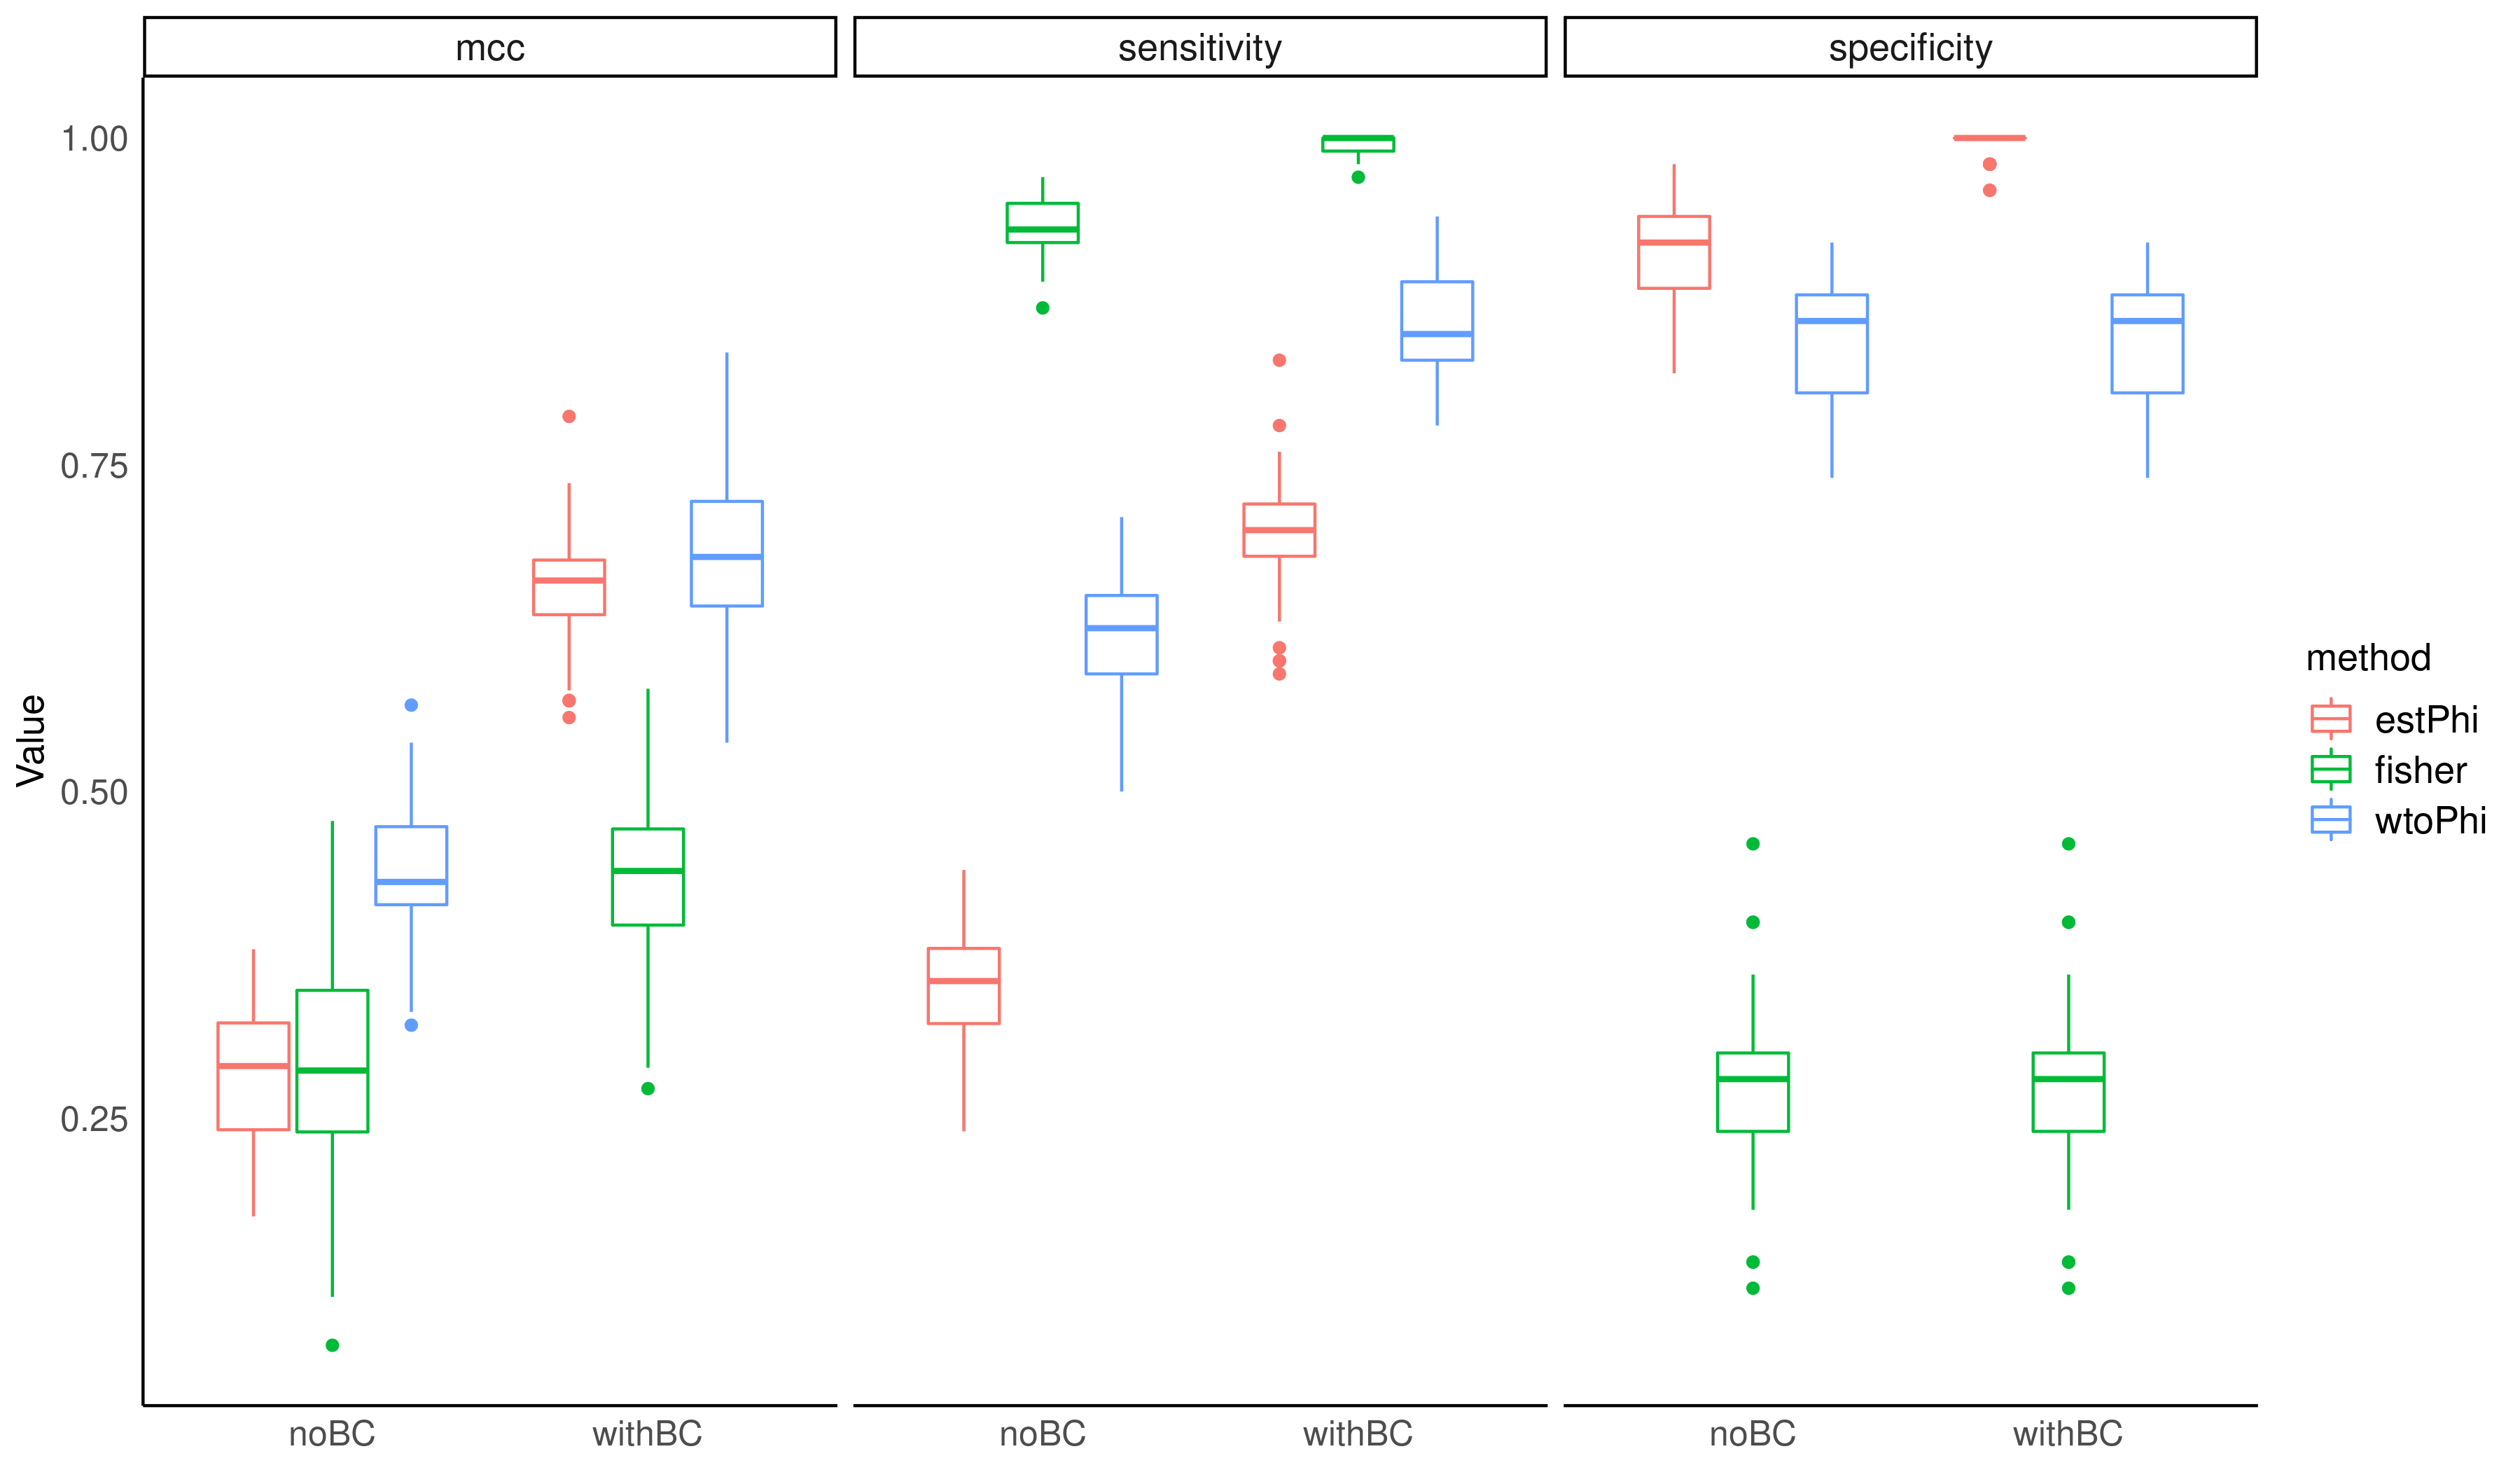 mcc
sensitivity
specificity
Value
1.00
0.75
0.50
0.25
noBC
withBC
noBC
withBC
noBC
withBC
method
estPhi
fisher
wtoPhi